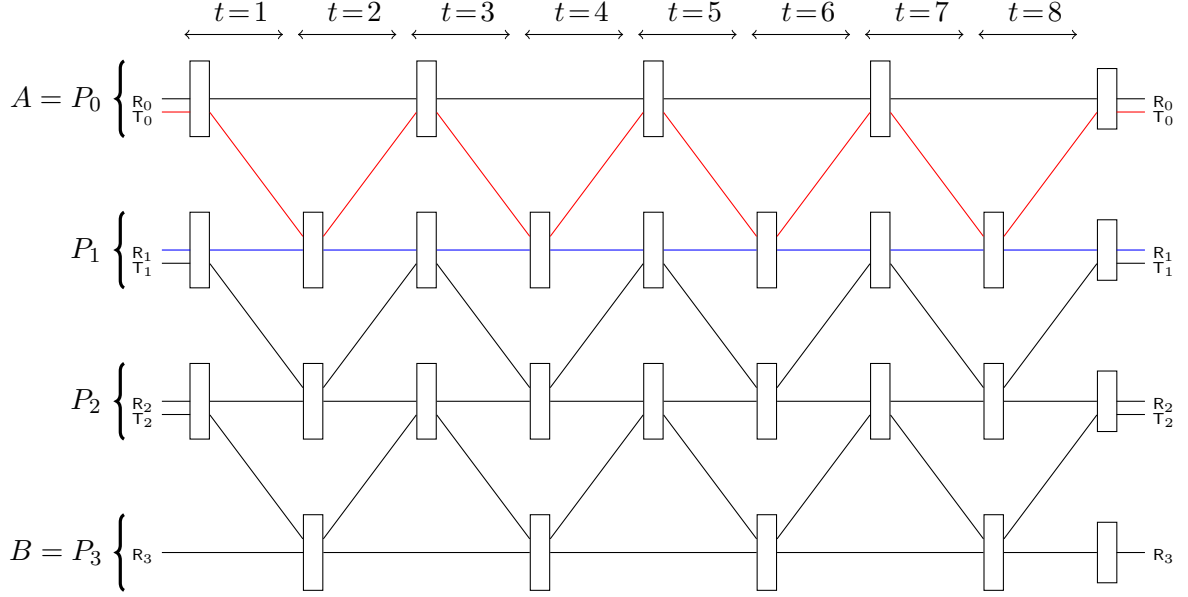 t=1 t=2 t=3 t=4 t=5 t=6 t=7 t=8
A = P₀ { R₀ R₀
T₀ T₀
P₁ { R₁ R₁
T₁ T₁
P₂ { R₂ R₂
T₂ T₂
B = P₃ { R₃ R₃